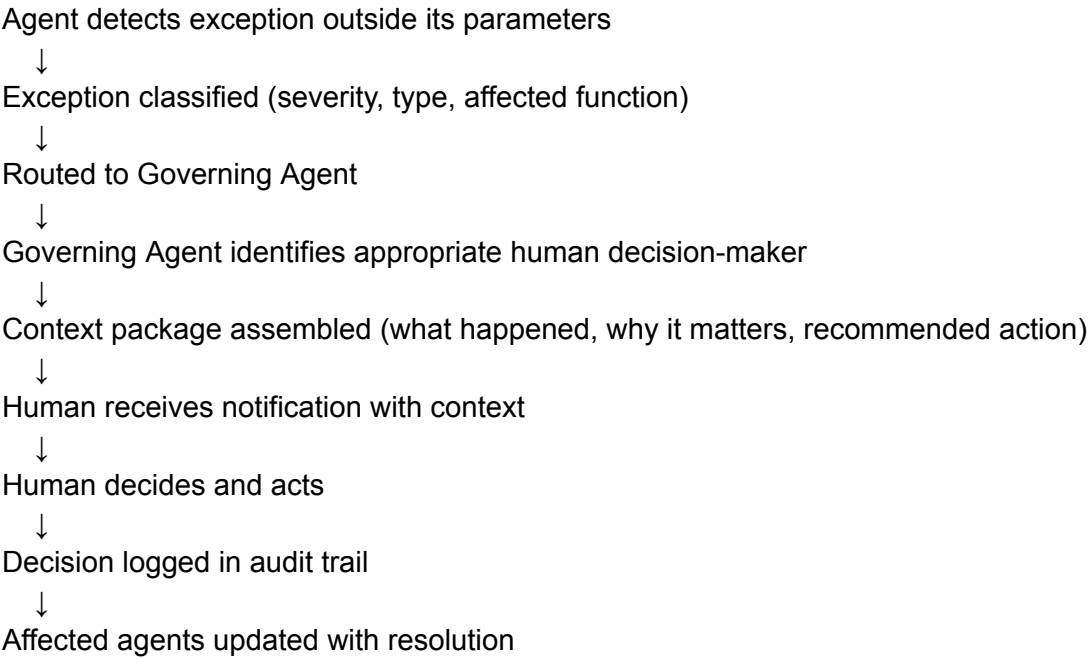 Agent detects exception outside its parameters
↓
Exception classified (severity, type, affected function)
↓
Routed to Governing Agent
↓
Governing Agent identifies appropriate human decision-maker
↓
Context package assembled (what happened, why it matters, recommended action)
↓
Human receives notification with context
↓
Human decides and acts
↓
Decision logged in audit trail
↓
Affected agents updated with resolution